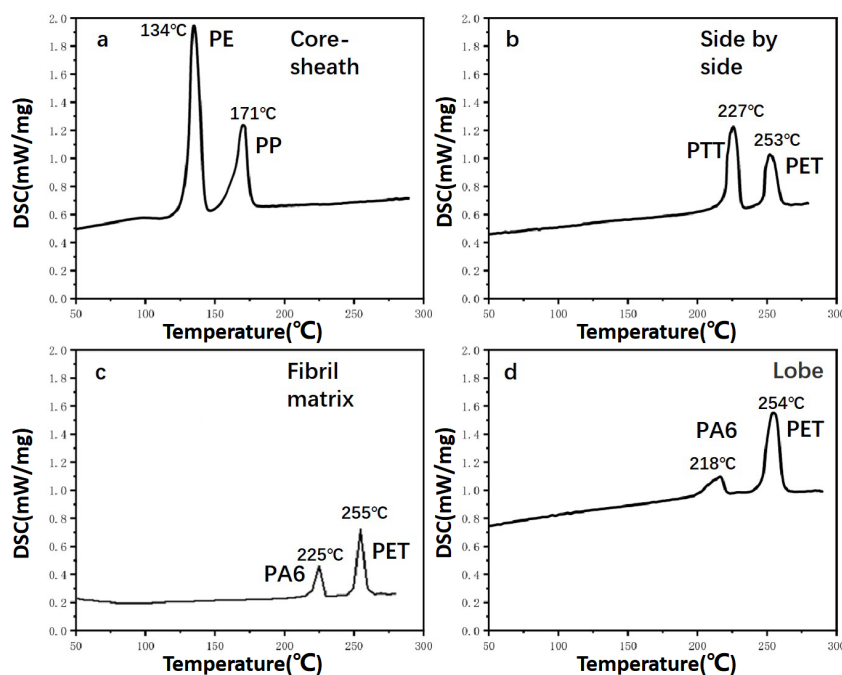 a
134℃
PE
Core-
sheath
171℃
PP
DSC(mW/mg)
2.0
1.8
1.6
1.4
1.2
1.0
0.8
0.6
0.4
0.2
0.0
50
100
150
200
250
300
Temperature(℃)
b
Side by
side
227℃
PTT
253℃
PET
DSC(mW/mg)
2.0
1.8
1.6
1.4
1.2
1.0
0.8
0.6
0.4
0.2
0.0
50
100
150
200
250
300
Temperature(℃)
c
Fibril
matrix
255℃
225℃
PA6
PET
DSC(mW/mg)
2.0
1.8
1.6
1.4
1.2
1.0
0.8
0.6
0.4
0.2
0.0
50
100
150
200
250
300
Temperature(℃)
d
Lobe
254℃
PA6
PET
218℃
DSC(mW/mg)
2.0
1.8
1.6
1.4
1.2
1.0
0.8
0.6
0.4
0.2
0.0
50
100
150
200
250
300
Temperature(℃)